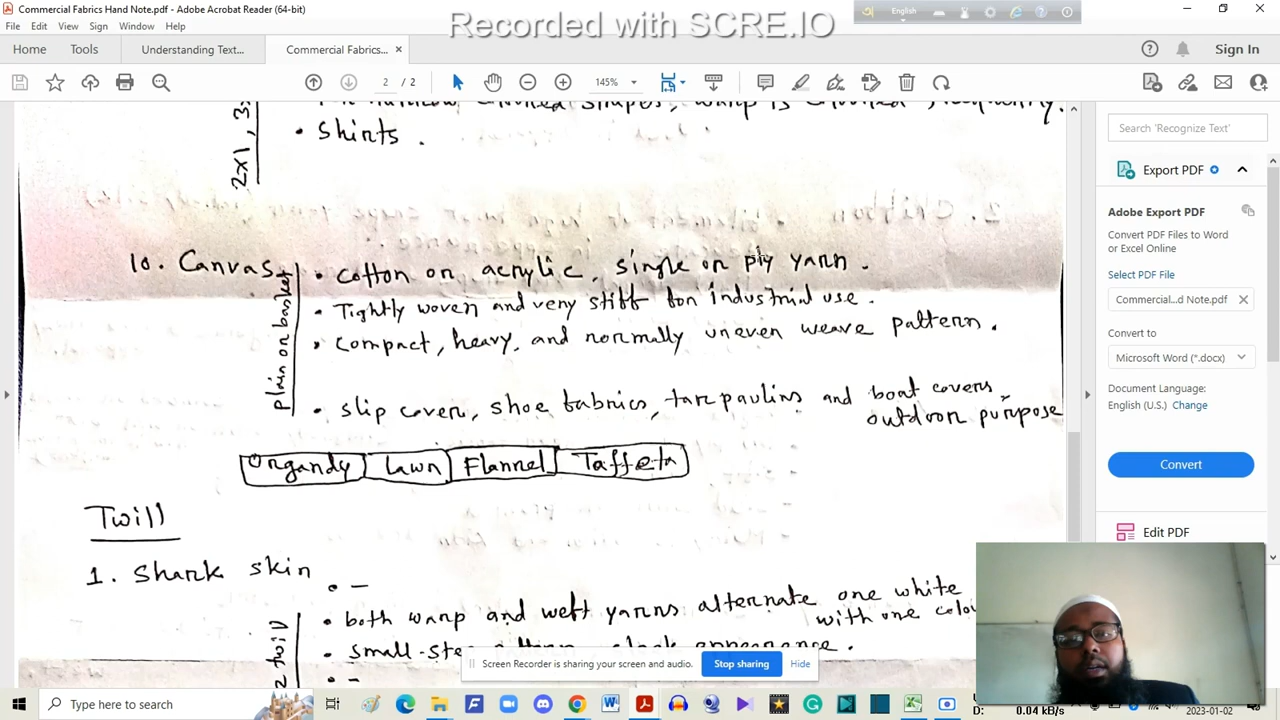 Commercial Fabrics Hand Note.pdf - Adobe Acrobat Reader (64-bit)
English
Recorded with SCRE.IO
File Edit View Sign Window Help
Home Tools Understanding Text... Commercial Fabrics... × Sign In
2 / 2 145%
shirts.
2x1, 3
10. Canvas
plain or basket
• cotton or acrylic, single or ply yarn.
• Tightly woven and very stiff for industrial use.
• compact, heavy, and normally uneven weave pattern.
• slip cover, shoe fabrics, tarpaulins and boat covers
outdoor purpose
Organdy Lawn Flannel Taffeta
Twill
1. Shark skin
• –
• both warp and weft yarns alternate one white
with one colou
appearance.
• –
Search 'Recognize Text'
Export PDF
Adobe Export PDF
Convert PDF Files to Word
or Excel Online
Select PDF File
Commercial...d Note.pdf ×
Convert to
Microsoft Word (*.docx)
Document Language:
English (U.S.) Change
Convert
Edit PDF
Screen Recorder is sharing your screen and audio. Stop sharing Hide
Type here to search
D: 0.04 kB/s
2023-01-02